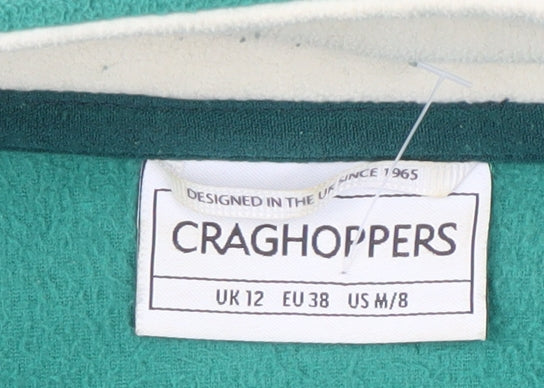 DESIGNED IN THE UK SINCE 1965
CRAGHOPPERS
UK 12 EU 38 US M/8